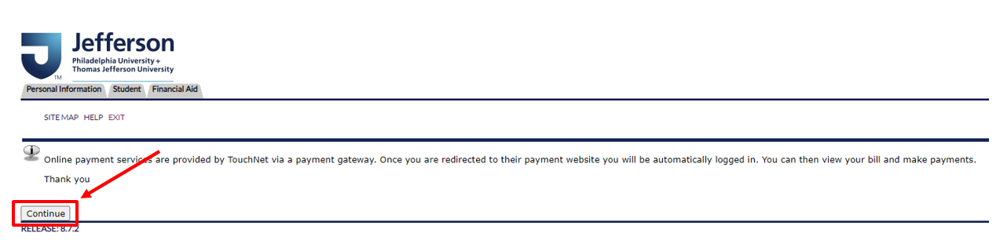 Jefferson
Philadelphia University +
Thomas Jefferson University
TM
Personal Information Student Financial Aid
SITE MAP HELP EXIT
Online payment services are provided by TouchNet via a payment gateway. Once you are redirected to their payment website you will be automatically logged in. You can then view your bill and make payments.
Thank you
Continue
RELEASE: 8.7.2